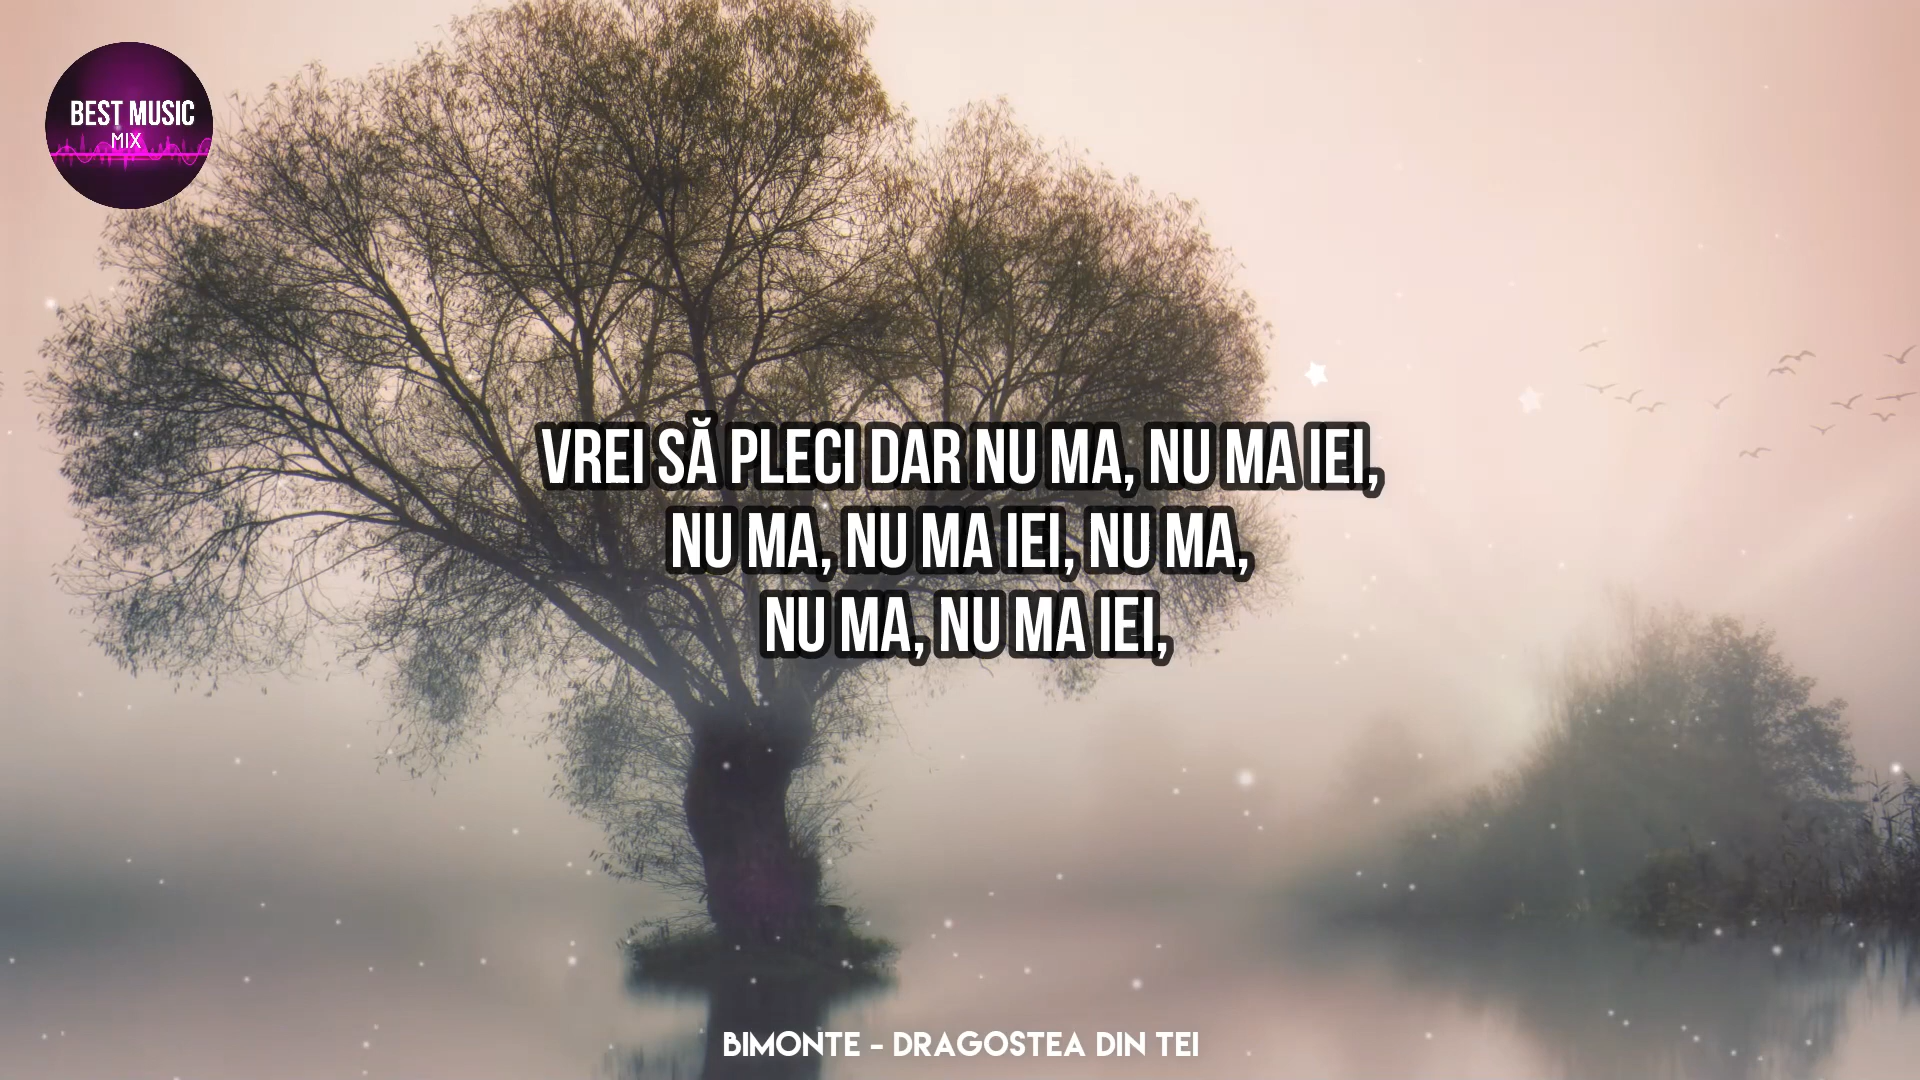 BEST MUSIC
MIX
VREI SĂ PLECI DAR NU MA, NU MA IEI,
NU MA, NU MA IEI, NU MA,
NU MA, NU MA IEI,
BIMONTE - DRAGOSTEA DIN TEI